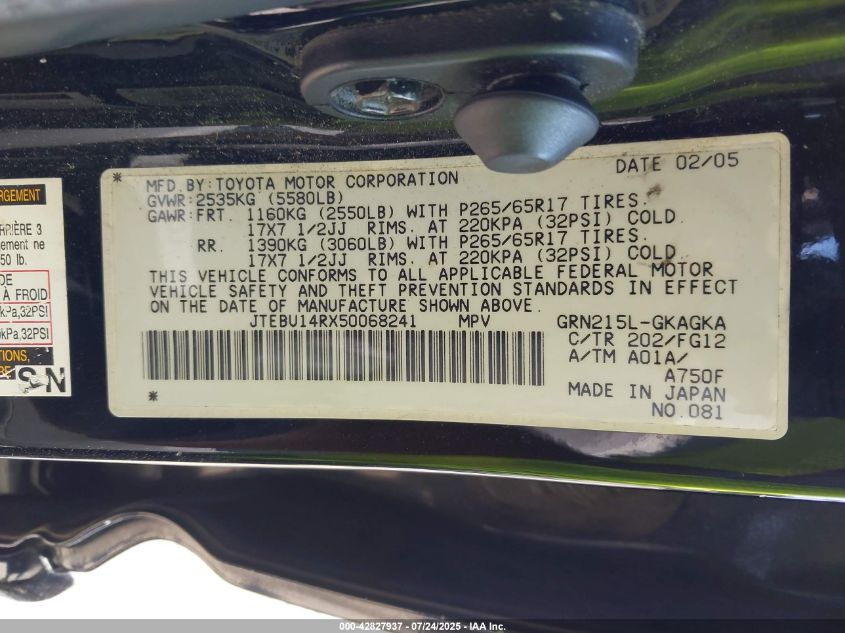 DATE 02/05
MFD.BY:TOYOTA MOTOR CORPORATION
GVWR:2535KG (5580LB)
GAWR:FRT. 1160KG (2550LB) WITH P265/65R17 TIRES.
17X7 1/2JJ RIMS. AT 220KPA (32PSI) COLD.
RR. 1390KG (3060LB) WITH P265/65R17 TIRES.
17X7 1/2JJ RIMS. AT 220KPA (32PSI) COLD.
THIS VEHICLE CONFORMS TO ALL APPLICABLE FEDERAL MOTOR
VEHICLE SAFETY AND THEFT PREVENTION STANDARDS IN EFFECT
ON THE DATE OF MANUFACTURE SHOWN ABOVE.
JTEBU14RX50068241 MPV GRN215L-GKAGKA
C/TR 202/FG12
A/TM A01A/
A750F
MADE IN JAPAN
NO.081
ARGEMENT
RRIÈRE 3
gement ne
50 lb.
DE
À FROID
kPa,32PSI
0kPa,32PSI
000-42827937 - 07/24/2025 - IAA Inc.